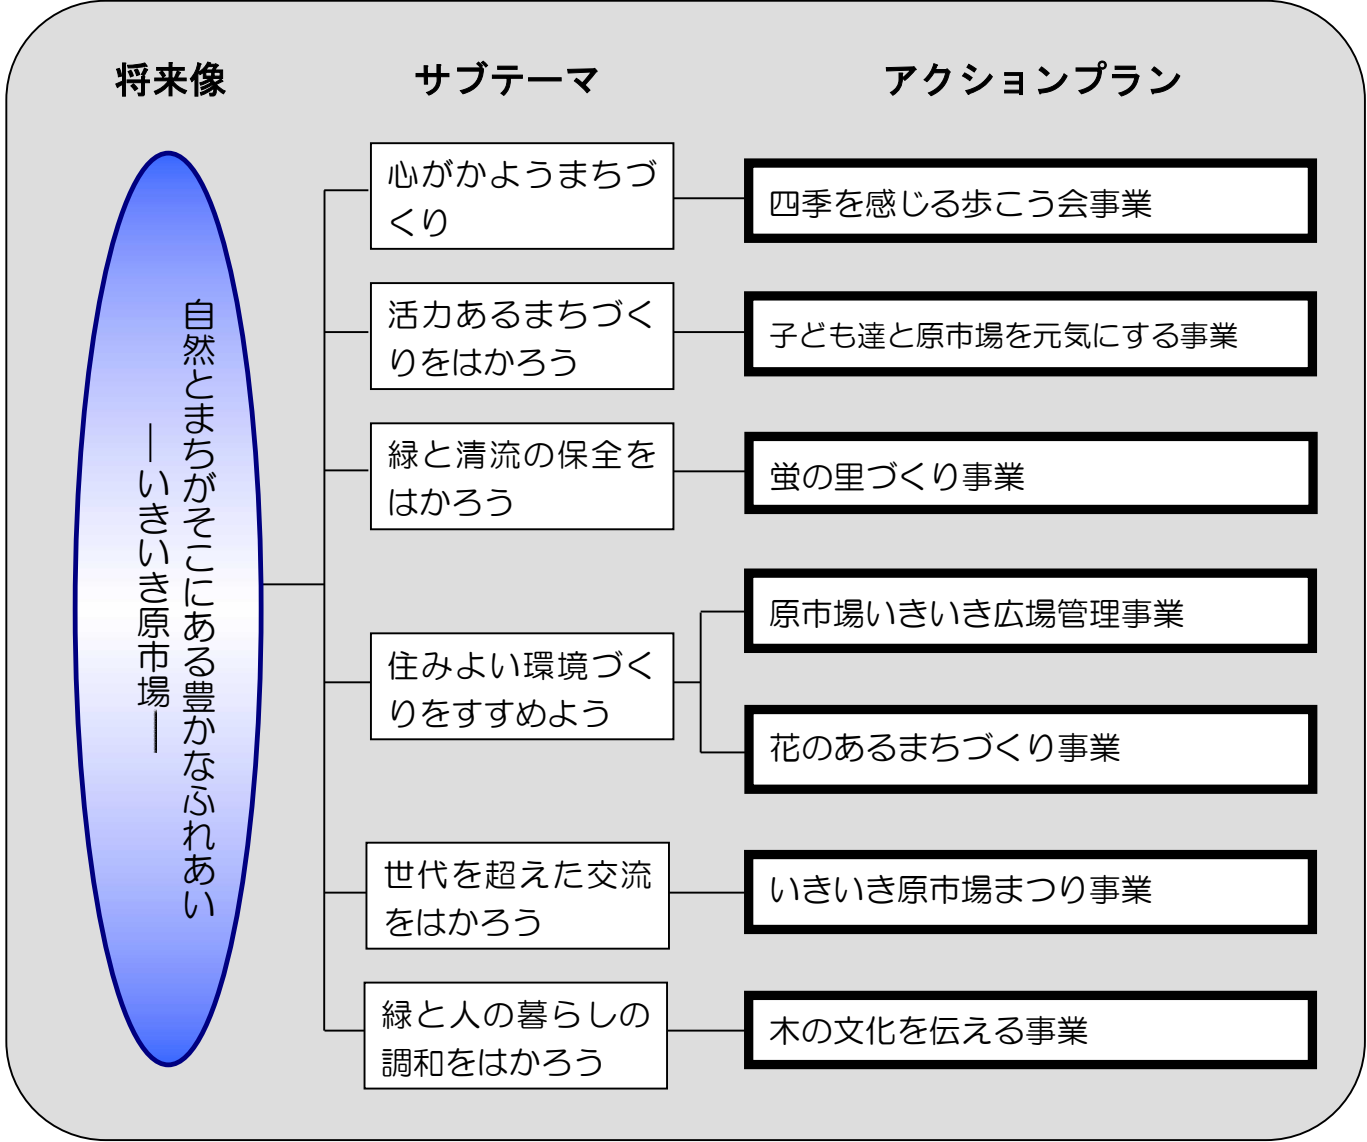 将来像
サブテーマ
アクションプラン
自然とまちがそこにある豊かなふれあい
―いきいき原市場―
心がかようまちづ
くり
四季を感じる歩こう会事業
活力あるまちづく
りをはかろう
子ども達と原市場を元気にする事業
緑と清流の保全を
はかろう
蛍の里づくり事業
住みよい環境づく
りをすすめよう
原市場いきいき広場管理事業
花のあるまちづくり事業
世代を超えた交流
をはかろう
いきいき原市場まつり事業
緑と人の暮らしの
調和をはかろう
木の文化を伝える事業